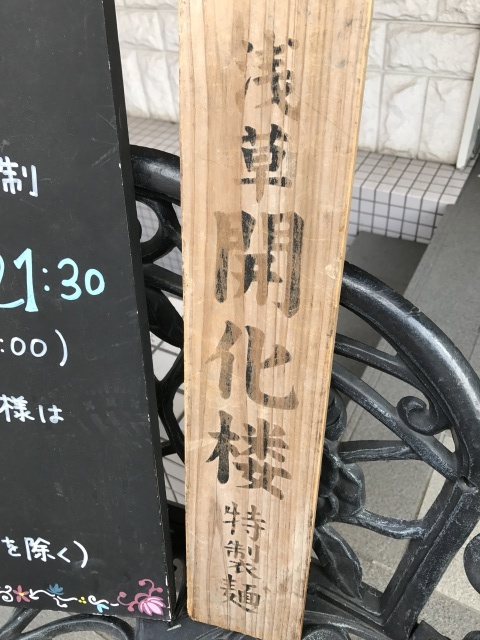 浅草開化楼特製麺
制
21:30
:00)
様は
を除く)